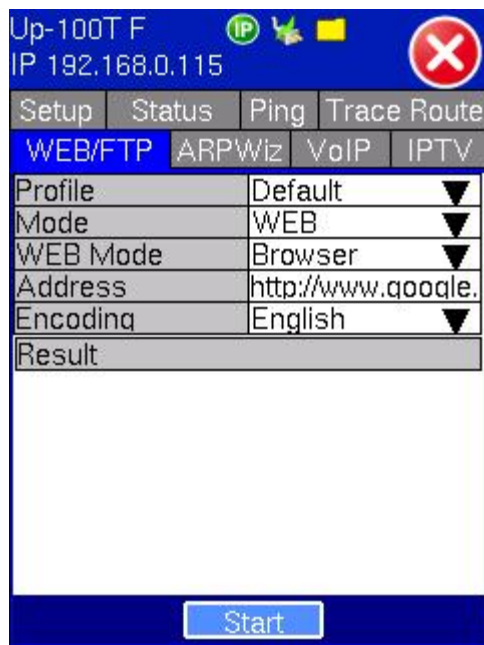 Up-100T F IP
IP 192.168.0.115
Setup Status Ping Trace Route
WEB/FTP ARPWiz VoIP IPTV
Profile Default
Mode WEB
WEB Mode Browser
Address http://www.google.
Encoding English
Result
Start